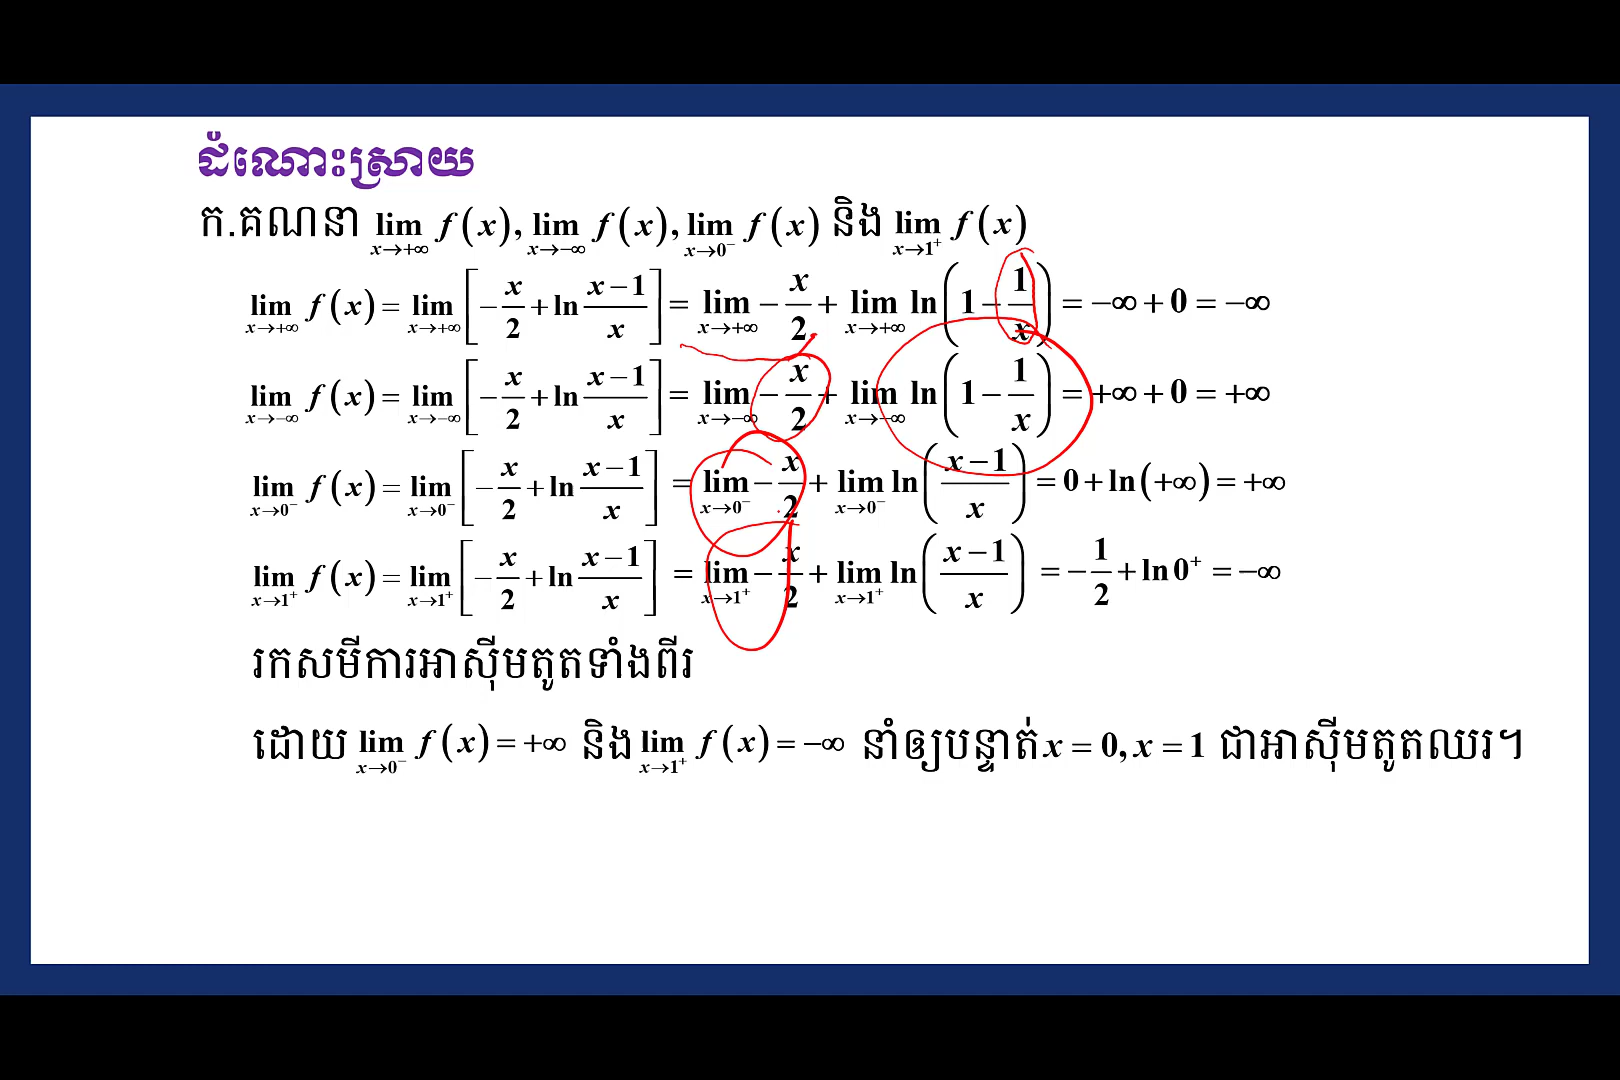 ដំណោះស្រាយ
ក.គណនា lim_{x→+∞} f(x), lim_{x→−∞} f(x), lim_{x→0⁻} f(x) និង lim_{x→1⁺} f(x)
lim_{x→+∞} f(x) = lim_{x→+∞} [−x/2 + ln (x−1)/x] = lim_{x→+∞} −x/2 + lim_{x→+∞} ln(1 − 1/x) = −∞ + 0 = −∞
lim_{x→−∞} f(x) = lim_{x→−∞} [−x/2 + ln (x−1)/x] = lim_{x→−∞} −x/2 + lim_{x→−∞} ln(1 − 1/x) = +∞ + 0 = +∞
lim_{x→0⁻} f(x) = lim_{x→0⁻} [−x/2 + ln (x−1)/x] = lim_{x→0⁻} −x/2 + lim_{x→0⁻} ln((x−1)/x) = 0 + ln(+∞) = +∞
lim_{x→1⁺} f(x) = lim_{x→1⁺} [−x/2 + ln (x−1)/x] = lim_{x→1⁺} −x/2 + lim_{x→1⁺} ln((x−1)/x) = −1/2 + ln0⁺ = −∞
រកសមីការអាស៊ីមតូតទាំងពីរ
ដោយ lim_{x→0⁻} f(x) = +∞ និង lim_{x→1⁺} f(x) = −∞ នាំឲ្យបន្ទាត់ x = 0, x = 1 ជាអាស៊ីមតូតឈរ។